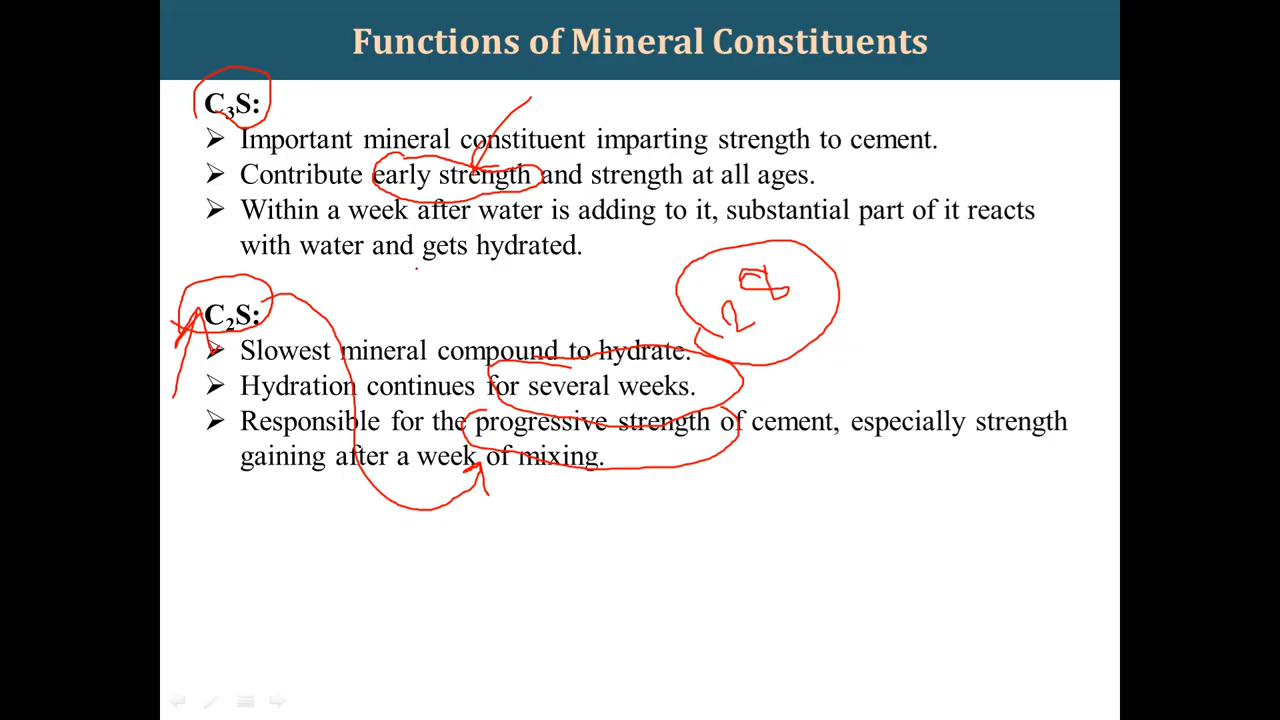 Functions of Mineral Constituents
C₃S:
➢ Important mineral constituent imparting strength to cement.
➢ Contribute early strength and strength at all ages.
➢ Within a week after water is adding to it, substantial part of it reacts
with water and gets hydrated.
28
C₂S:
➢ Slowest mineral compound to hydrate.
➢ Hydration continues for several weeks.
➢ Responsible for the progressive strength of cement, especially strength
gaining after a week of mixing.